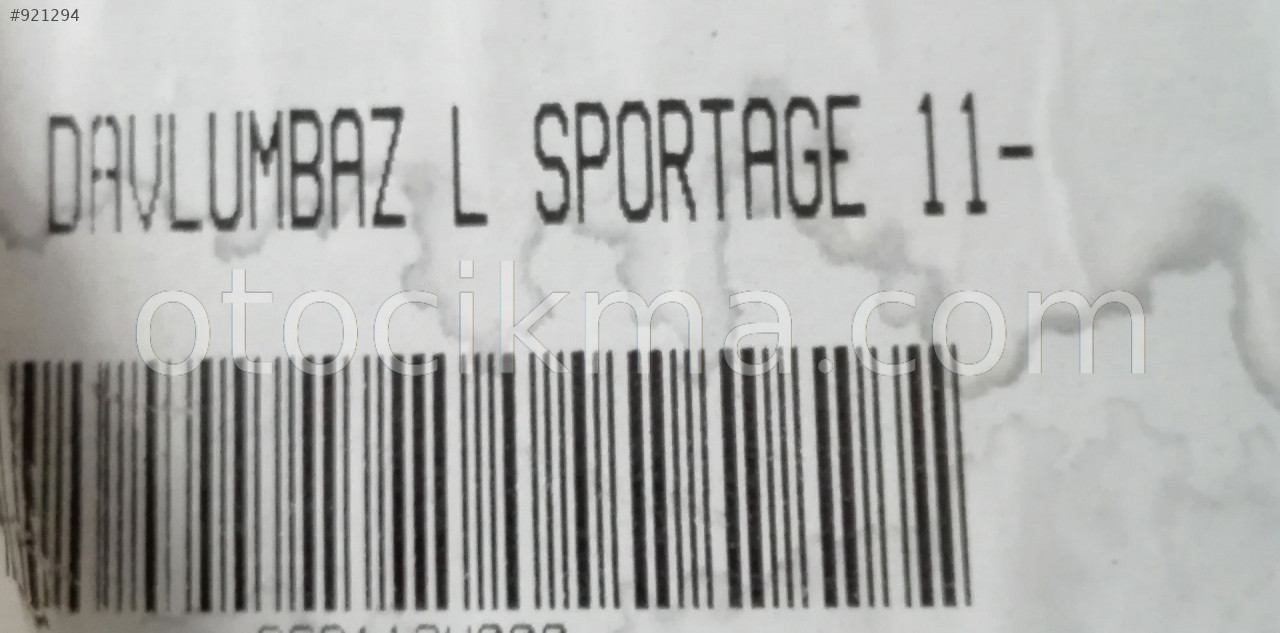 #921294
DAVLUMBAZ L SPORTAGE 11-
otocikma.com